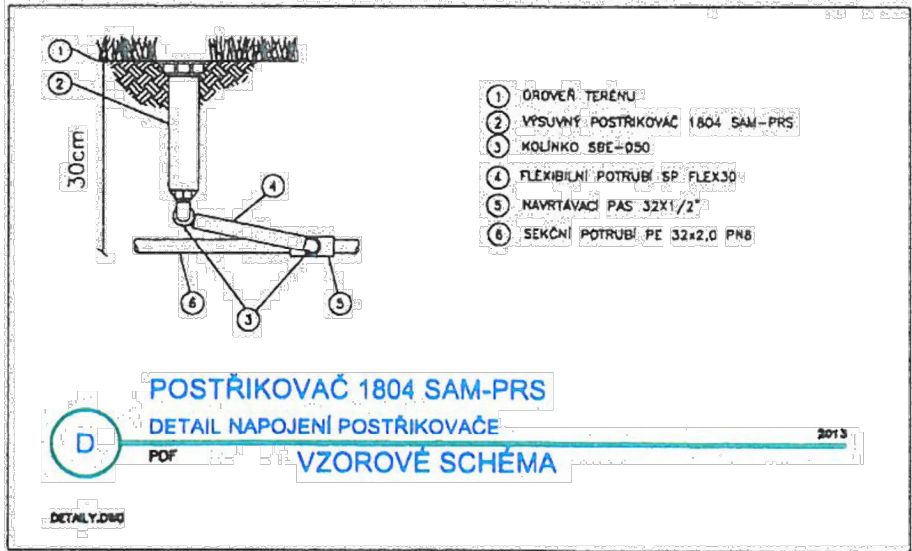 1
2
30cm
4
6
3
5
1 ÚROVEŇ TERÉNU
2 VÝSUVNÝ POSTŘIKOVAČ 1804 SAM-PRS
3 KOLÍNKO SBE-050
4 FLEXIBILNÍ POTRUBÍ SP FLEX30
5 NAVRTÁVACÍ PAS 32X1/2"
6 SEKČNÍ POTRUBÍ PE 32x2,0 PN8
POSTŘIKOVAČ 1804 SAM-PRS
D
DETAIL NAPOJENÍ POSTŘIKOVAČE
2013
PDF
VZOROVÉ SCHÉMA
DETAILY.DWG